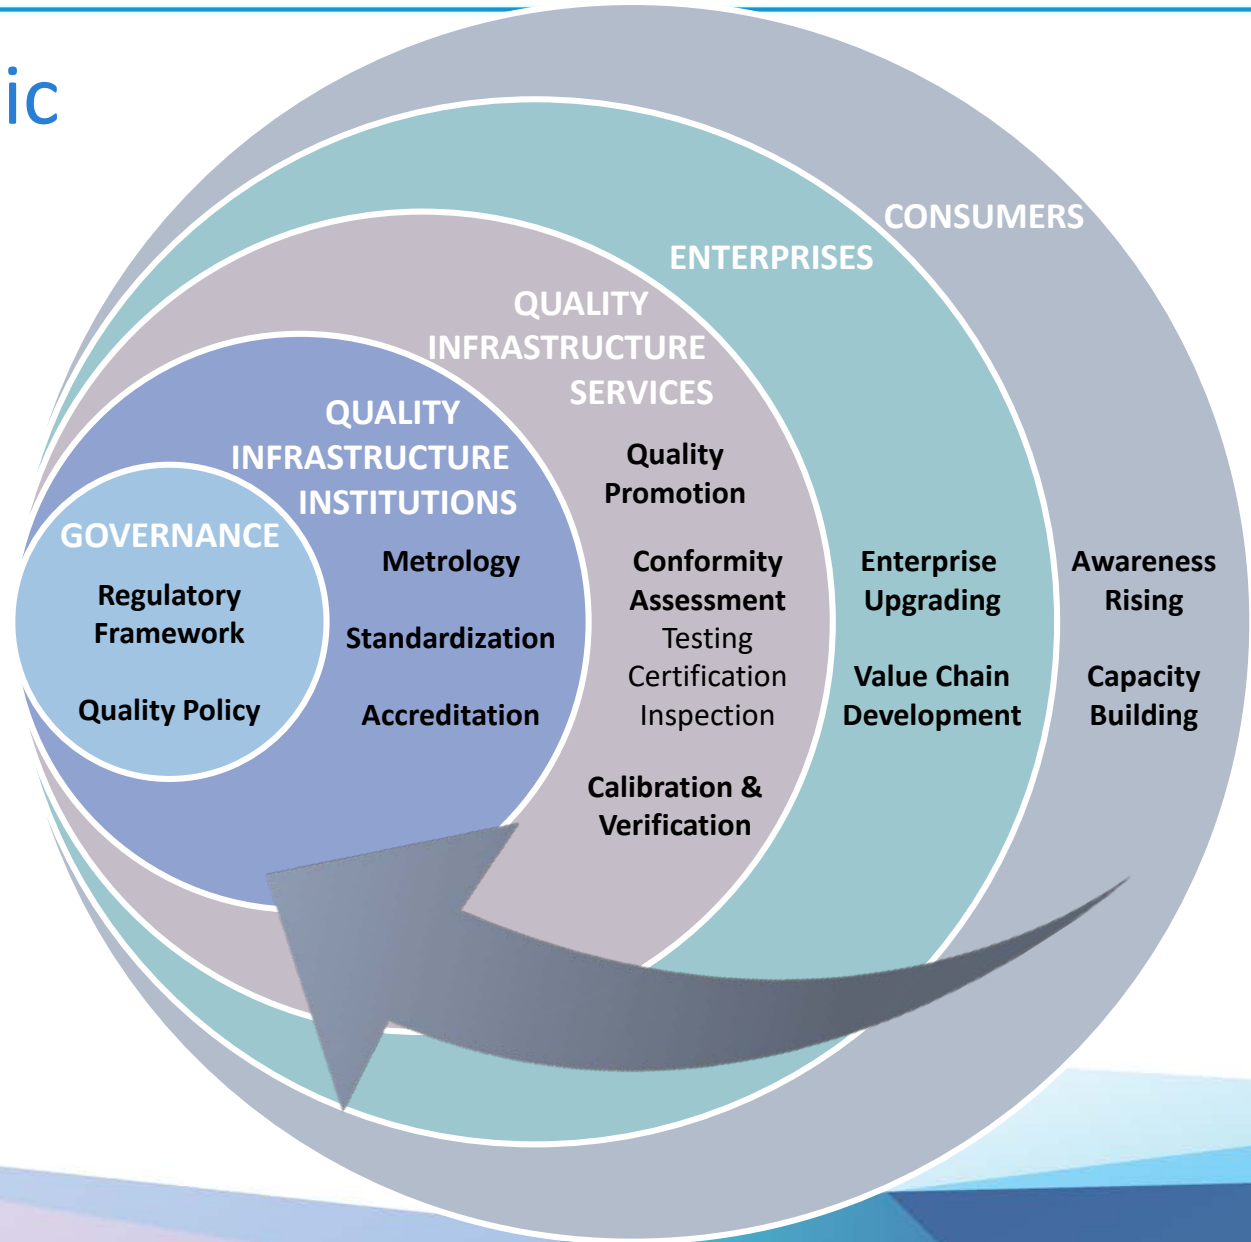 ic
CONSUMERS
ENTERPRISES
QUALITY
INFRASTRUCTURE
SERVICES
QUALITY
INFRASTRUCTURE
INSTITUTIONS
GOVERNANCE
Regulatory
Framework
Quality Policy
Metrology
Standardization
Accreditation
Quality
Promotion
Conformity
Assessment
Testing
Certification
Inspection
Calibration &
Verification
Enterprise
Upgrading
Value Chain
Development
Awareness
Rising
Capacity
Building